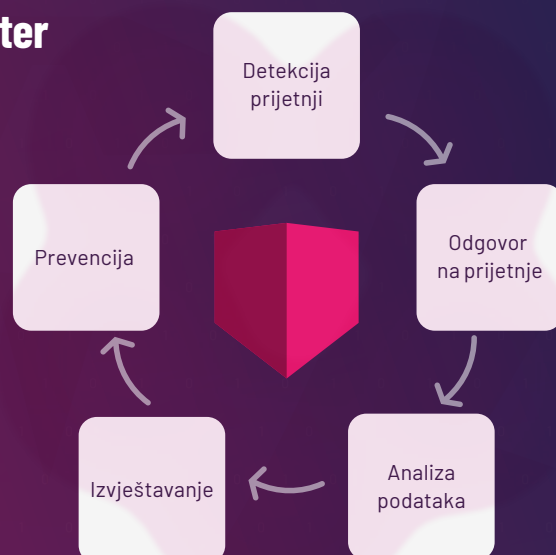 ter
Detekcija
prijetnji
Odgovor
na prijetnje
Analiza
podataka
Izvještavanje
Prevencija